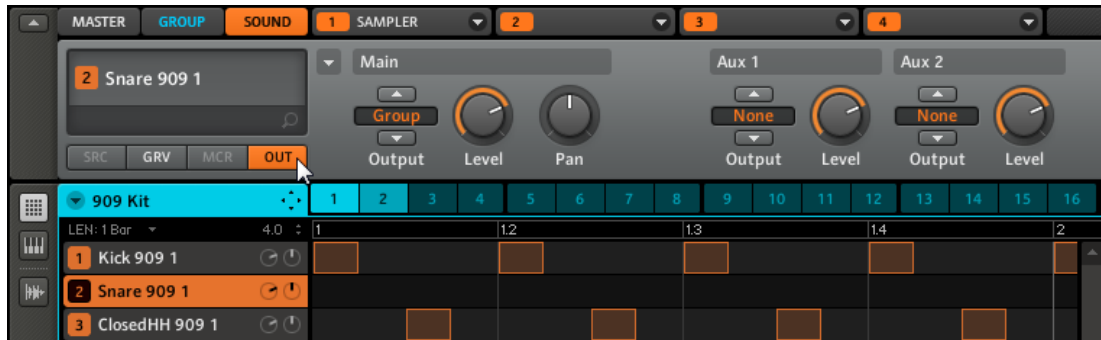 MASTER GROUP SOUND 1 SAMPLER 2 3 4
2 Snare 909 1
Main Aux 1 Aux 2
Group None None
Output Level Pan Output Level Output Level
SRC GRV MCR OUT
909 Kit 1 2 3 4 5 6 7 8 9 10 11 12 13 14 15 16
LEN: 1 Bar 4.0 1 1.2 1.3 1.4 2
1 Kick 909 1
2 Snare 909 1
3 ClosedHH 909 1